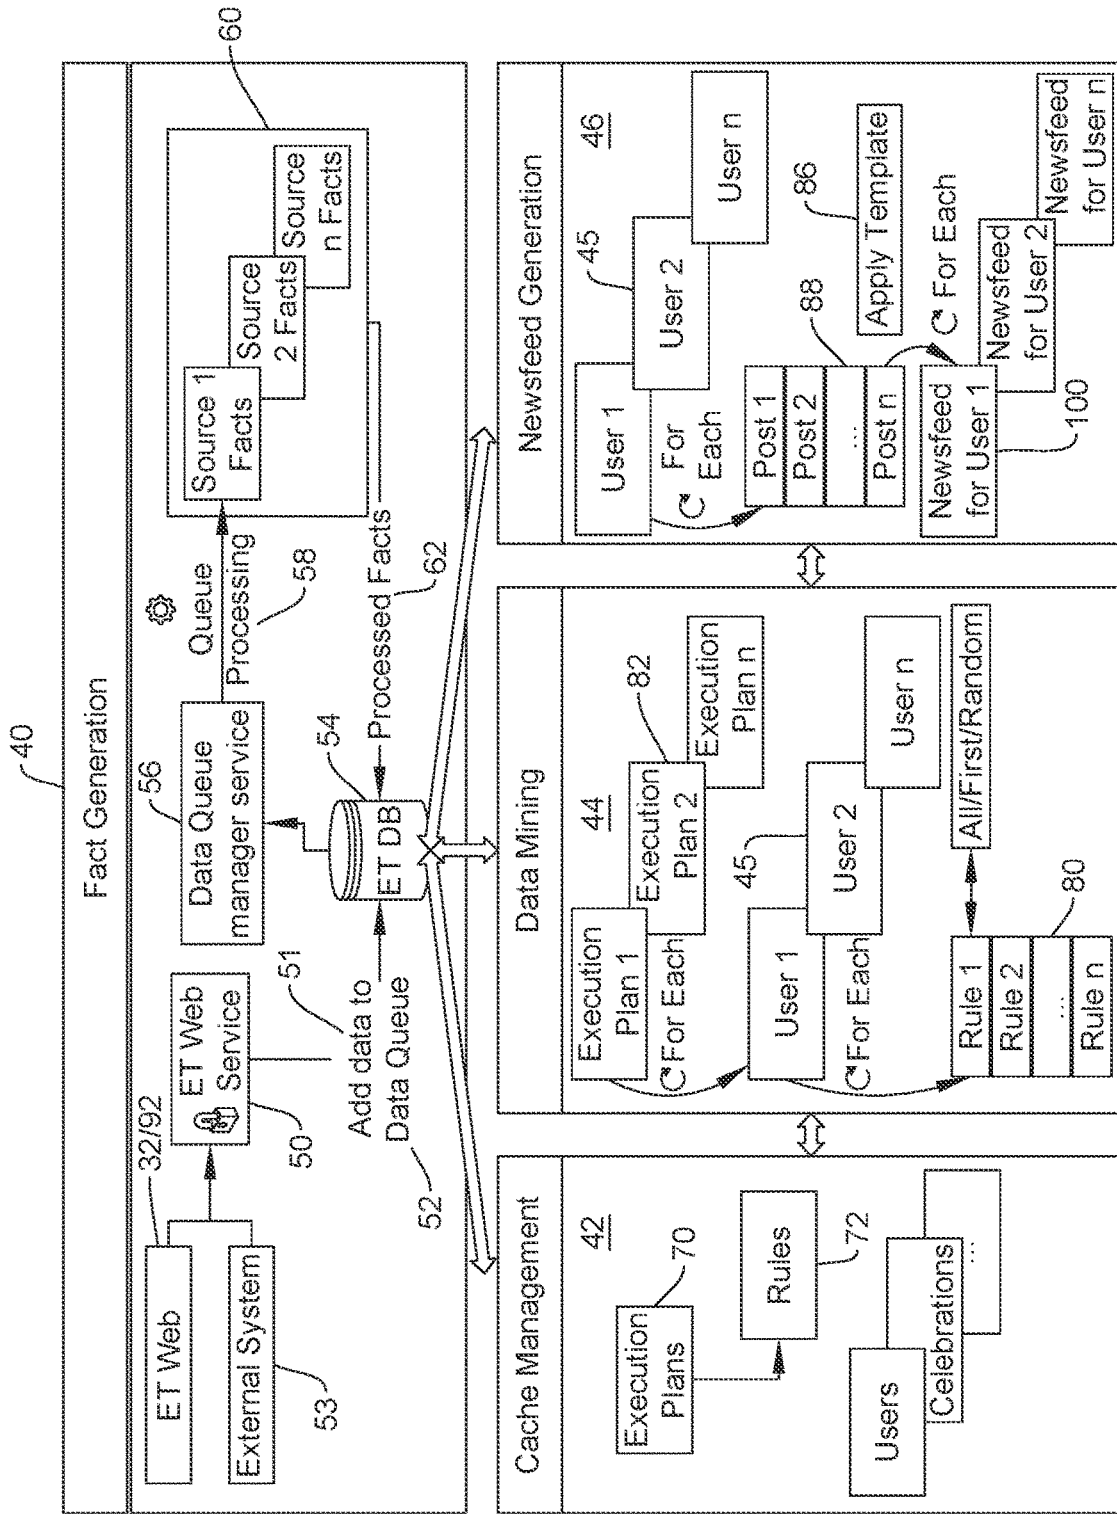 40
Fact Generation
ET Web
32/92
External System
53
ET Web
Service
50
Add data to
Data Queue
51
52
Data Queue
manager service
56
ET DB
54
Queue
Processing
58
Processed Facts
62
Source 1
Facts
Source
2 Facts
Source
n Facts
60
Cache Management
42
Execution
Plans
70
Rules
72
Users
Celebrations
...
Data Mining
44
Execution
Plan 1
Execution
Plan 2
Execution
Plan n
82
For Each
User 1
User 2
User n
45
For Each
Rule 1
Rule 2
...
Rule n
80
All/First/Random
Newsfeed Generation
46
User 1
User 2
User n
45
For
Each
Post 1
Post 2
...
Post n
88
Apply Template
86
For Each
Newsfeed
for User 1
Newsfeed
for User 2
Newsfeed
for User n
100